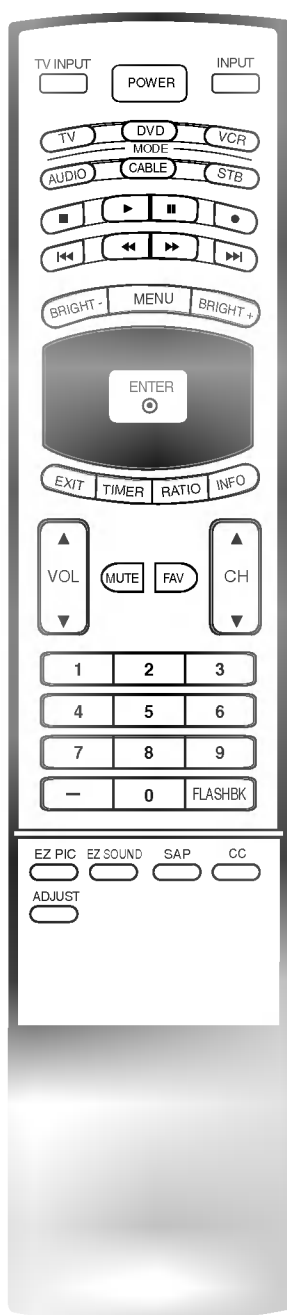 TV INPUT POWER INPUT
TV DVD VCR
MODE
AUDIO CABLE STB
BRIGHT - MENU BRIGHT +
ENTER
EXIT TIMER RATIO INFO
VOL MUTE FAV CH
1 2 3
4 5 6
7 8 9
— 0 FLASHBK
EZ PIC EZ SOUND SAP CC
ADJUST